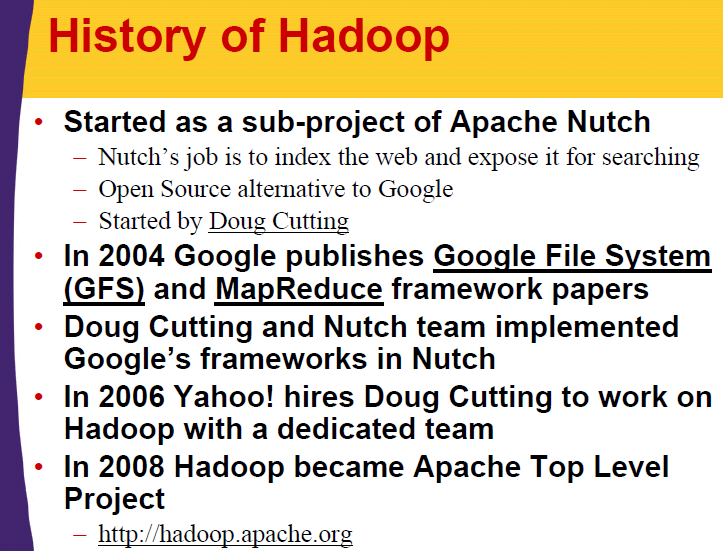 History of Hadoop
• Started as a sub-project of Apache Nutch
– Nutch's job is to index the web and expose it for searching
– Open Source alternative to Google
– Started by Doug Cutting
• In 2004 Google publishes Google File System
(GFS) and MapReduce framework papers
• Doug Cutting and Nutch team implemented
Google's frameworks in Nutch
• In 2006 Yahoo! hires Doug Cutting to work on
Hadoop with a dedicated team
• In 2008 Hadoop became Apache Top Level
Project
– http://hadoop.apache.org